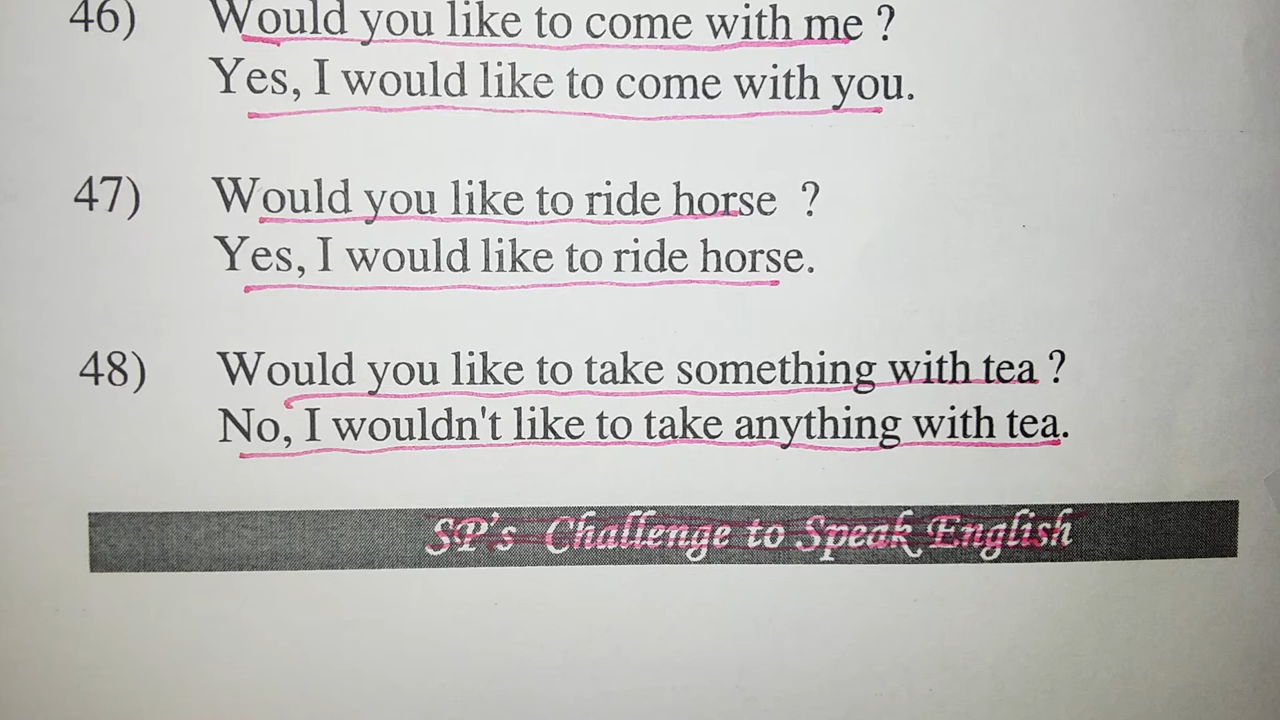 46) Would you like to come with me ?
Yes, I would like to come with you.
47) Would you like to ride horse ?
Yes, I would like to ride horse.
48) Would you like to take something with tea ?
No, I wouldn't like to take anything with tea.
SP's Challenge to Speak English